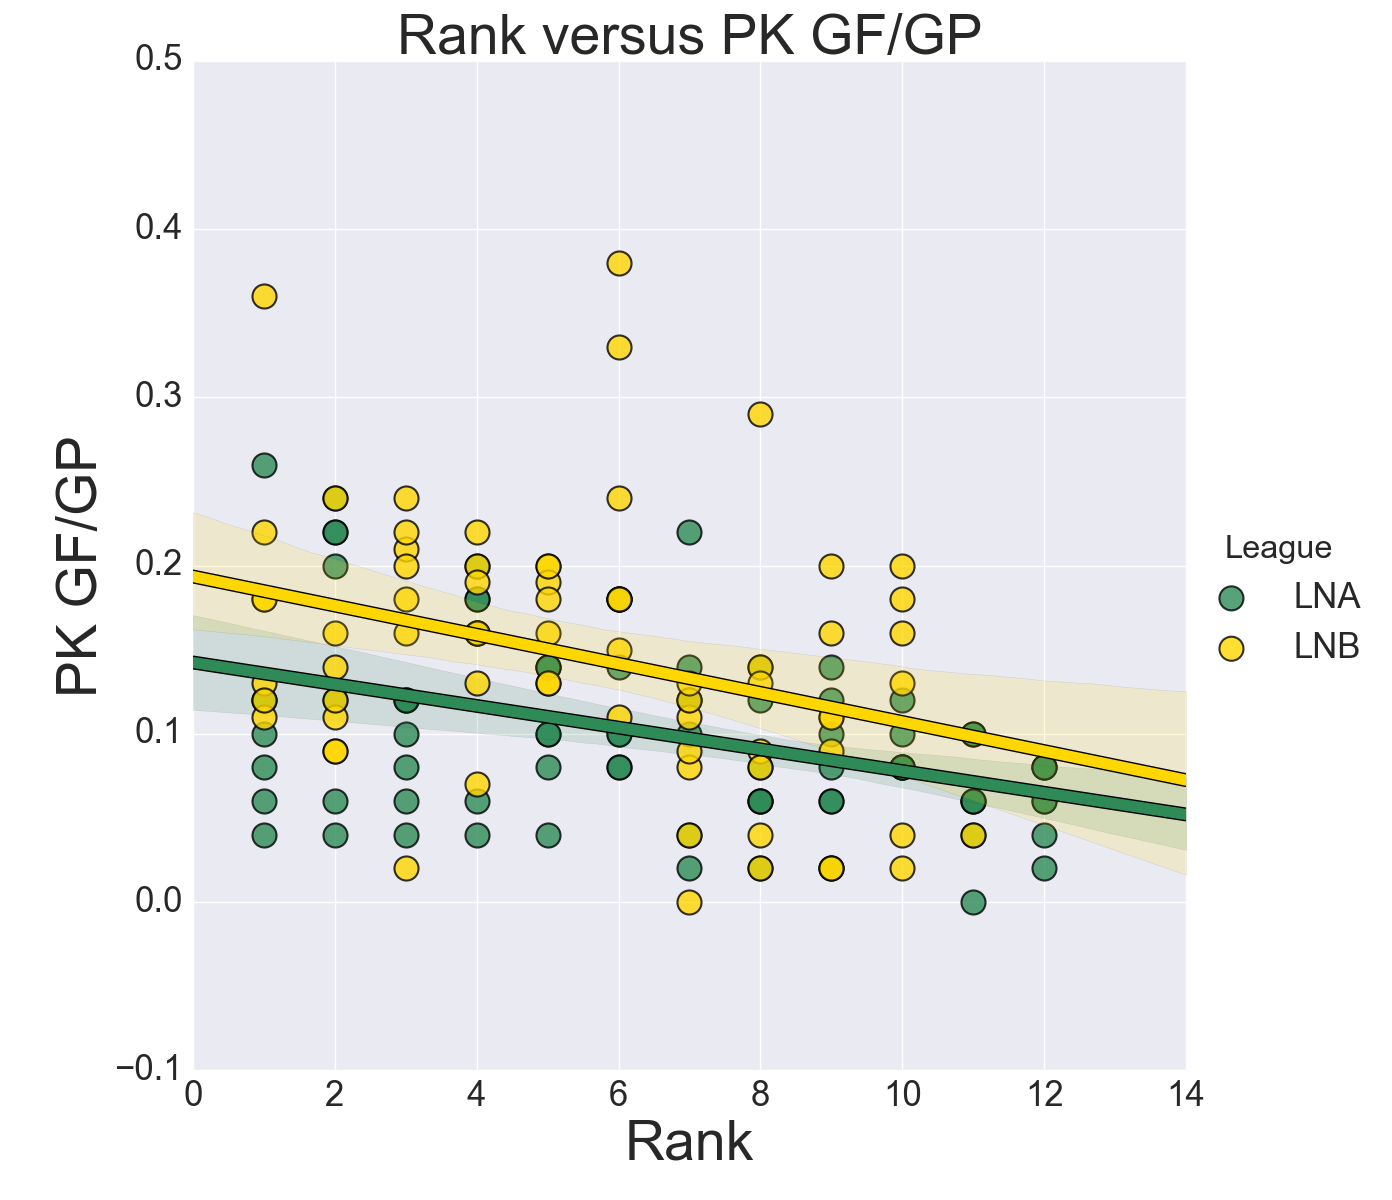 Rank versus PK GF/GP
0.5
0.4
0.3
0.2
0.1
0.0
−0.1
PK GF/GP
0 2 4 6 8 10 12 14
Rank
League
LNA
LNB